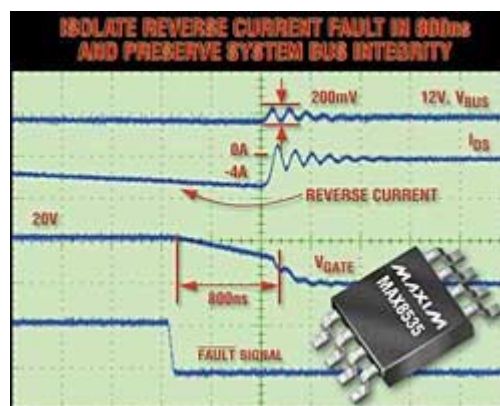 ISOLATE REVERSE CURRENT FAULT IN 800ns
AND PRESERVE SYSTEM BUS INTEGRITY
200mV
12V, VBUS
0A
IDS
-4A
REVERSE CURRENT
20V
VGATE
800ns
FAULT SIGNAL
MAXIM
MAX8535